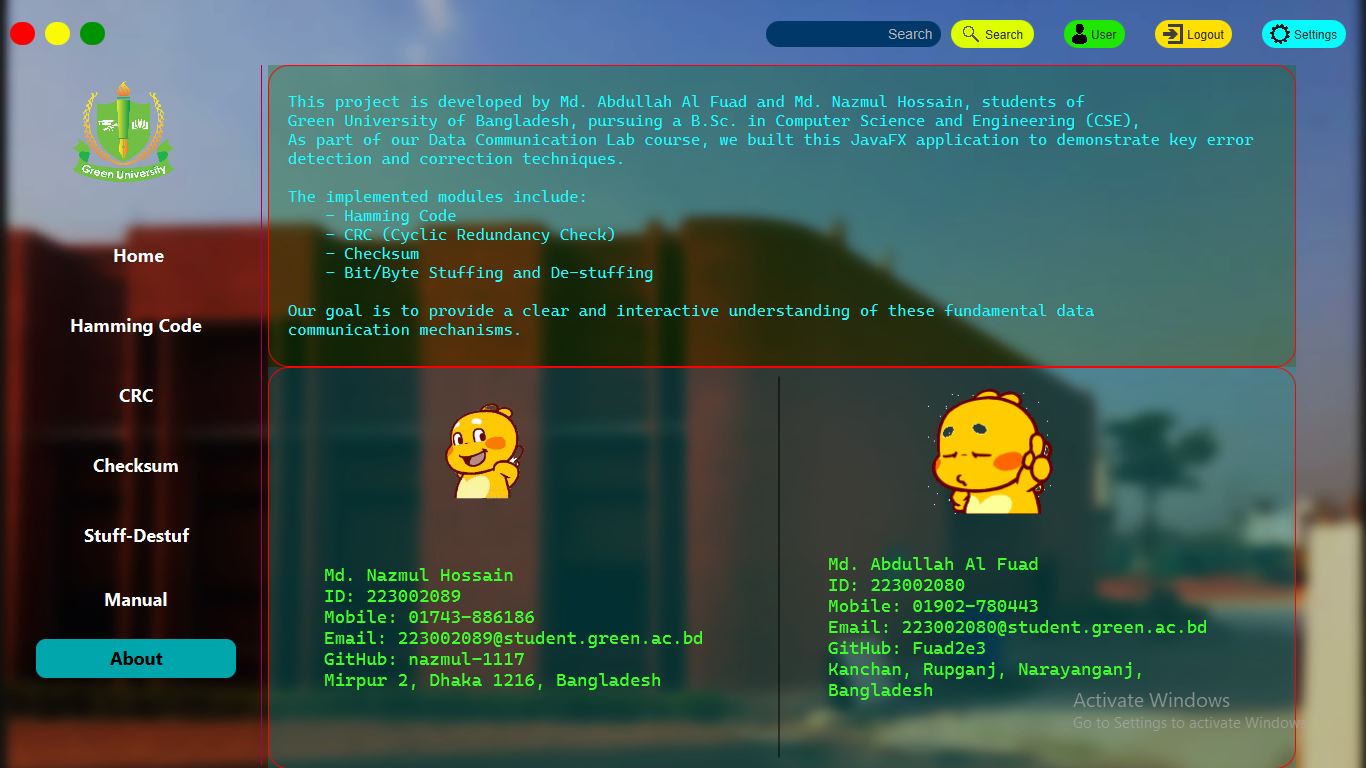 Search
Search
User
Logout
Settings
Green University
Home
Hamming Code
CRC
Checksum
Stuff-Destuf
Manual
About
This project is developed by Md. Abdullah Al Fuad and Md. Nazmul Hossain, students of
Green University of Bangladesh, pursuing a B.Sc. in Computer Science and Engineering (CSE),
As part of our Data Communication Lab course, we built this JavaFX application to demonstrate key error
detection and correction techniques.
The implemented modules include:
- Hamming Code
- CRC (Cyclic Redundancy Check)
- Checksum
- Bit/Byte Stuffing and De-stuffing
Our goal is to provide a clear and interactive understanding of these fundamental data
communication mechanisms.
Md. Nazmul Hossain
ID: 223002089
Mobile: 01743-886186
Email: 223002089@student.green.ac.bd
GitHub: nazmul-1117
Mirpur 2, Dhaka 1216, Bangladesh
Md. Abdullah Al Fuad
ID: 223002080
Mobile: 01902-780443
Email: 223002080@student.green.ac.bd
GitHub: Fuad2e3
Kanchan, Rupganj, Narayanganj,
Bangladesh
Activate Windows
Go to Settings to activate Windows